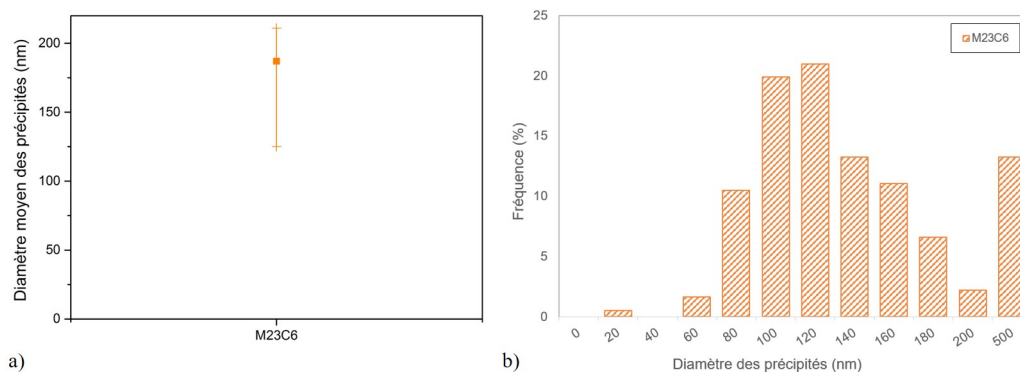 Diamètre moyen des précipités (nm)
200
150
100
50
0
M23C6
a)
Fréquence (%)
25
20
15
10
5
0
M23C6
0 20 40 60 80 100 120 140 160 180 200 500
Diamètre des précipités (nm)
b)